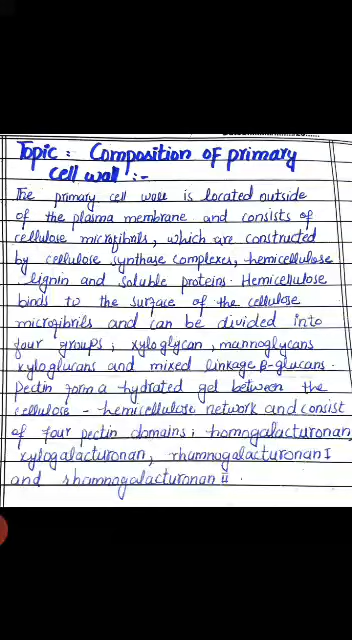 Topic: Composition of primary
cell wall :-
The primary cell wall is located outside
of the plasma membrane and consists of
cellulose microfibrils, which are constructed
by cellulose synthase complexes, hemicellulose
lignin and soluble proteins. Hemicellulose
binds to the surface of the cellulose
microfibrils and can be divided into
four groups; xyloglycan, mannoglycans
xyloglucans and mixed linkage β-glucans.
Pectin form a hydrated gel between the
cellulose - hemicellulose network and consist
of four pectin domains; homngalacturonan,
xylogalacturonan, rhamnogalacturonan I
and rhomnogalacturonan II.